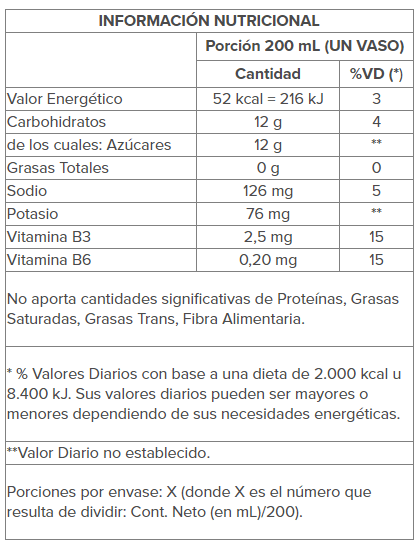 INFORMACIÓN NUTRICIONAL
Porción 200 mL (UN VASO)
Cantidad %VD (*)
Valor Energético 52 kcal = 216 kJ 3
Carbohidratos 12 g 4
de los cuales: Azúcares 12 g **
Grasas Totales 0 g 0
Sodio 126 mg 5
Potasio 76 mg **
Vitamina B3 2,5 mg 15
Vitamina B6 0,20 mg 15
No aporta cantidades significativas de Proteínas, Grasas
Saturadas, Grasas Trans, Fibra Alimentaria.
* % Valores Diarios con base a una dieta de 2.000 kcal u
8.400 kJ. Sus valores diarios pueden ser mayores o
menores dependiendo de sus necesidades energéticas.
**Valor Diario no establecido.
Porciones por envase: X (donde X es el número que
resulta de dividir: Cont. Neto (en mL)/200).